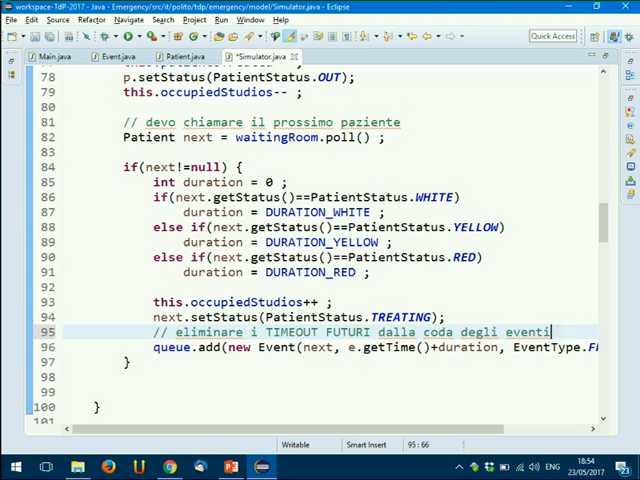 workspace-TdP-2017 - Java - Emergency/src/it/polito/tdp/emergency/model/Simulator.java - Eclipse
File Edit Source Refactor Navigate Search Project Run Window Help
Quick Access
Main.java Event.java Patient.java *Simulator.java
78 p.setStatus(PatientStatus.OUT);
79 this.occupiedStudios-- ;
80
81 // devo chiamare il prossimo paziente
82 Patient next = waitingRoom.poll() ;
83
84 if(next!=null) {
85 int duration = 0 ;
86 if(next.getStatus()==PatientStatus.WHITE)
87 duration = DURATION_WHITE ;
88 else if(next.getStatus()==PatientStatus.YELLOW)
89 duration = DURATION_YELLOW ;
90 else if(next.getStatus()==PatientStatus.RED)
91 duration = DURATION_RED ;
92
93 this.occupiedStudios++ ;
94 next.setStatus(PatientStatus.TREATING);
95 // eliminare i TIMEOUT FUTURI dalla coda degli eventi
96 queue.add(new Event(next, e.getTime()+duration, EventType.F
97 }
98
99
100 }
101
Writable Smart Insert 95 : 66
ENG 18:54
23/05/2017 23